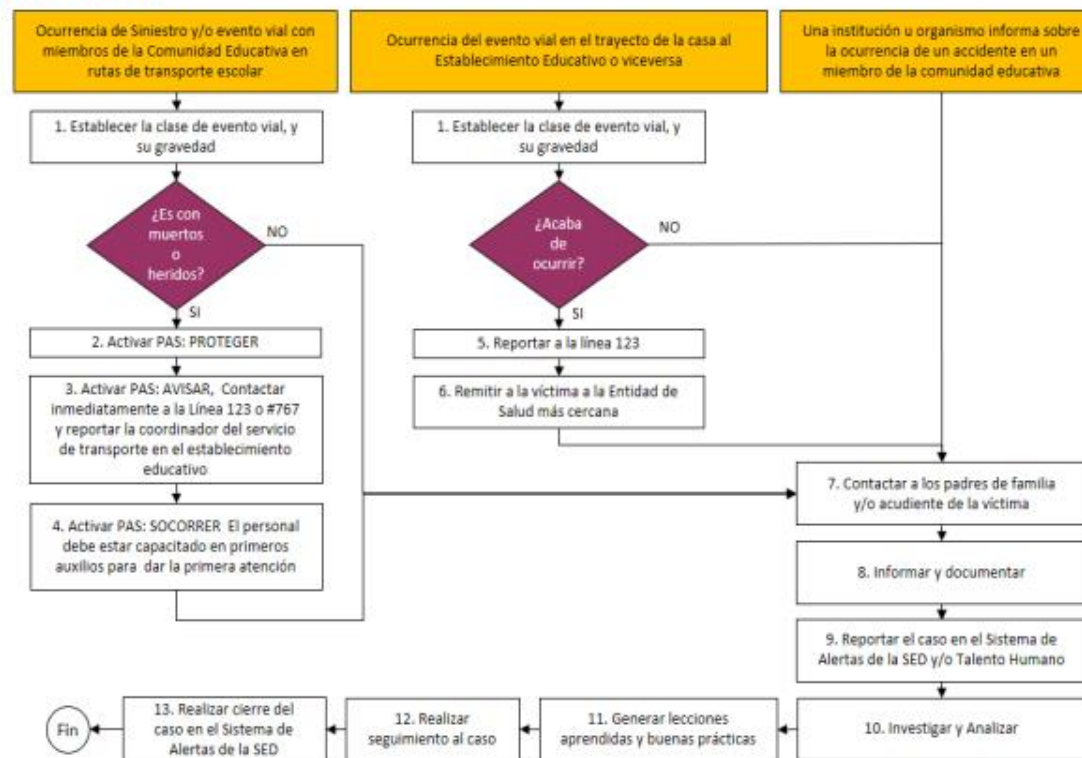 Ocurrencia de Siniestro y/o evento vial con
miembros de la Comunidad Educativa en
rutas de transporte escolar
Ocurrencia del evento vial en el trayecto de la casa al
Establecimiento Educativo o viceversa
Una institución u organismo informa sobre
la ocurrencia de un accidente en un
miembro de la comunidad educativa
1. Establecer la clase de evento vial, y
su gravedad
¿Es con
muertos
o
heridos?
NO
SI
2. Activar PAS: PROTEGER
3. Activar PAS: AVISAR, Contactar
inmediatamente a la Línea 123 o #767
y reportar la coordinador del servicio
de transporte en el establecimiento
educativo
4. Activar PAS: SOCORRER El personal
debe estar capacitado en primeros
auxilios para dar la primera atención
1. Establecer la clase de evento vial, y
su gravedad
¿Acaba
de
ocurrir?
NO
SI
5. Reportar a la línea 123
6. Remitir a la víctima a la Entidad de
Salud más cercana
7. Contactar a los padres de familia
y/o acudiente de la víctima
8. Informar y documentar
9. Reportar el caso en el Sistema de
Alertas de la SED y/o Talento Humano
10. Investigar y Analizar
11. Generar lecciones
aprendidas y buenas prácticas
12. Realizar
seguimiento al caso
13. Realizar cierre del
caso en el Sistema de
Alertas de la SED
Fin